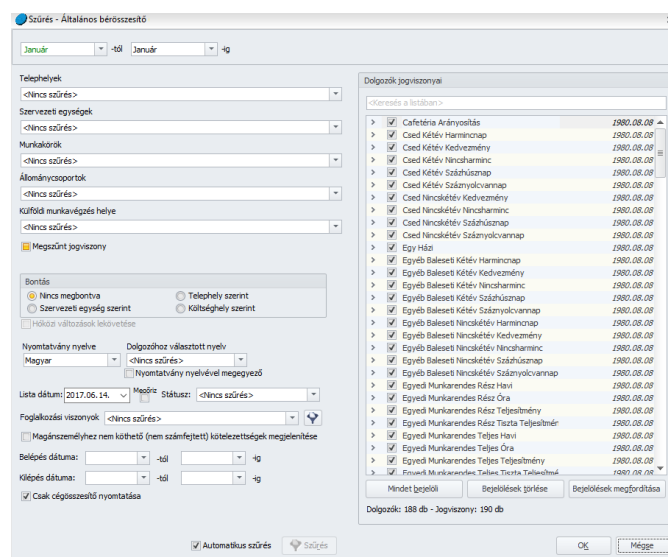 Szűrés - Általános bérösszesítő
Január -tól Január -ig
Telephelyek
<Nincs szűrés>
Szervezeti egységek
<Nincs szűrés>
Munkakörök
<Nincs szűrés>
Állománycsoportok
<Nincs szűrés>
Külföldi munkavégzés helye
<Nincs szűrés>
Megszűnt jogviszony
Bontás
Nincs megbontva Telephely szerint
Szervezeti egység szerint Költséghely szerint
Hóközi változások lekövetése
Nyomtatvány nyelve Dolgozóhoz választott nyelv
Magyar <Nincs szűrés>
Nyomtatvány nyelvével megegyező
Lista dátum: 2017.06.14. Megőriz Státusz: <Nincs szűrés>
Foglalkozási viszonyok <Nincs szűrés>
Magánszemélyhez nem köthető (nem számfejtett) kötelezettségek megjelenítése
Belépés dátuma: -tól -ig
Kilépés dátuma: -tól -ig
Csak cégösszesítő nyomtatása
Automatikus szűrés Szűrés
Dolgozók jogviszonyai
<Keresés a listában>
Cafetéria Arányosítás 1980.08.08
Csed Kétév Harmincnap 1980.08.08
Csed Kétév Kedvezmény 1980.08.08
Csed Kétév Nincsharminc 1980.08.08
Csed Kétév Százhúsznap 1980.08.08
Csed Kétév Száznyolcvannap 1980.08.08
Csed Nincskétév Kedvezmény 1980.08.08
Csed Nincskétév Nincsharminc 1980.08.08
Csed Nincskétév Százhúsznap 1980.08.08
Csed Nincskétév Száznyolcvannap 1980.08.08
Egy Házi 1980.08.08
Egyéb Baleseti Kétév Harmincnap 1980.08.08
Egyéb Baleseti Kétév Kedvezmény 1980.08.08
Egyéb Baleseti Kétév Nincsharminc 1980.08.08
Egyéb Baleseti Kétév Százhúsznap 1980.08.08
Egyéb Baleseti Kétév Száznyolcvannap 1980.08.08
Egyéb Baleseti Nincskétév Harmincnap 1980.08.08
Egyéb Baleseti Nincskétév Kedvezmény 1980.08.08
Egyéb Baleseti Nincskétév Nincsharminc 1980.08.08
Egyéb Baleseti Nincskétév Százhúsznap 1980.08.08
Egyéb Baleseti Nincskétév Száznyolcvannap 1980.08.08
Egyedi Munkarendes Rész Havi 1980.08.08
Egyedi Munkarendes Rész Óra 1980.08.08
Egyedi Munkarendes Rész Teljesítmény 1980.08.08
Egyedi Munkarendes Rész Tiszta Teljesítmér 1980.08.08
Egyedi Munkarendes Teljes Havi 1980.08.08
Egyedi Munkarendes Teljes Óra 1980.08.08
Egyedi Munkarendes Teljes Teljesítmény 1980.08.08
Egyedi Munkarendes Teljes Tiszta Teljesítmé 1980.08.08
Mindet bejelöli Bejelölések törlése Bejelölések megfordítása
Dolgozók: 188 db - Jogviszony: 190 db
OK Mégse